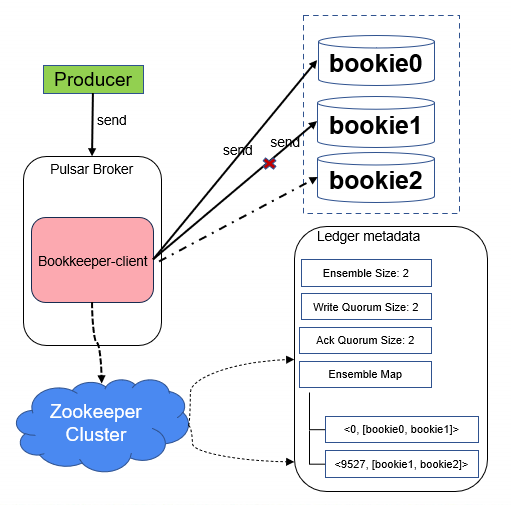 Producer
send
Pulsar Broker
Bookkeeper-client
send
send
bookie0
bookie1
bookie2
Zookeeper
Cluster
Ledger metadata
Ensemble Size: 2
Write Quorum Size: 2
Ack Quorum Size: 2
Ensemble Map
<0, [bookie0, bookie1]>
<9527, [bookie1, bookie2]>